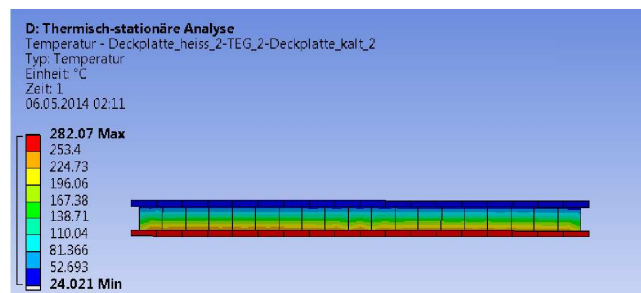 D: Thermisch-stationäre Analyse
Temperatur - Deckplatte_heiss_2-TEG_2-Deckplatte_kalt_2
Typ: Temperatur
Einheit: °C
Zeit: 1
06.05.2014 02:11
282.07 Max
253.4
224.73
196.06
167.38
138.71
110.04
81.366
52.693
24.021 Min